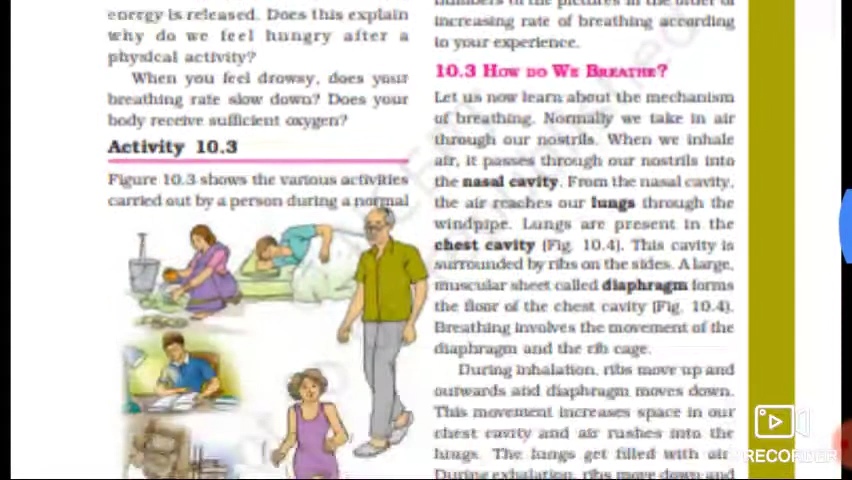 energy is released. Does this explain
why do we feel hungry after a
physical activity?
When you feel drowsy, does your
breathing rate slow down? Does your
body receive sufficient oxygen?
Activity 10.3
Figure 10.3 shows the various activities
carried out by a person during a normal
numbers of the pictures in the order of
increasing rate of breathing according
to your experience.
10.3 HOW DO WE BREATHE?
Let us now learn about the mechanism
of breathing. Normally we take in air
through our nostrils. When we inhale
air, it passes through our nostrils into
the nasal cavity. From the nasal cavity,
the air reaches our lungs through the
windpipe. Lungs are present in the
chest cavity (Fig. 10.4). This cavity is
surrounded by ribs on the sides. A large,
muscular sheet called diaphragm forms
the floor of the chest cavity (Fig. 10.4).
Breathing involves the movement of the
diaphragm and the rib cage.
During inhalation, ribs move up and
outwards and diaphragm moves down.
This movement increases space in our
chest cavity and air rushes into the
lungs. The lungs get filled with air.
During exhalation, ribs move down and
RECORDER